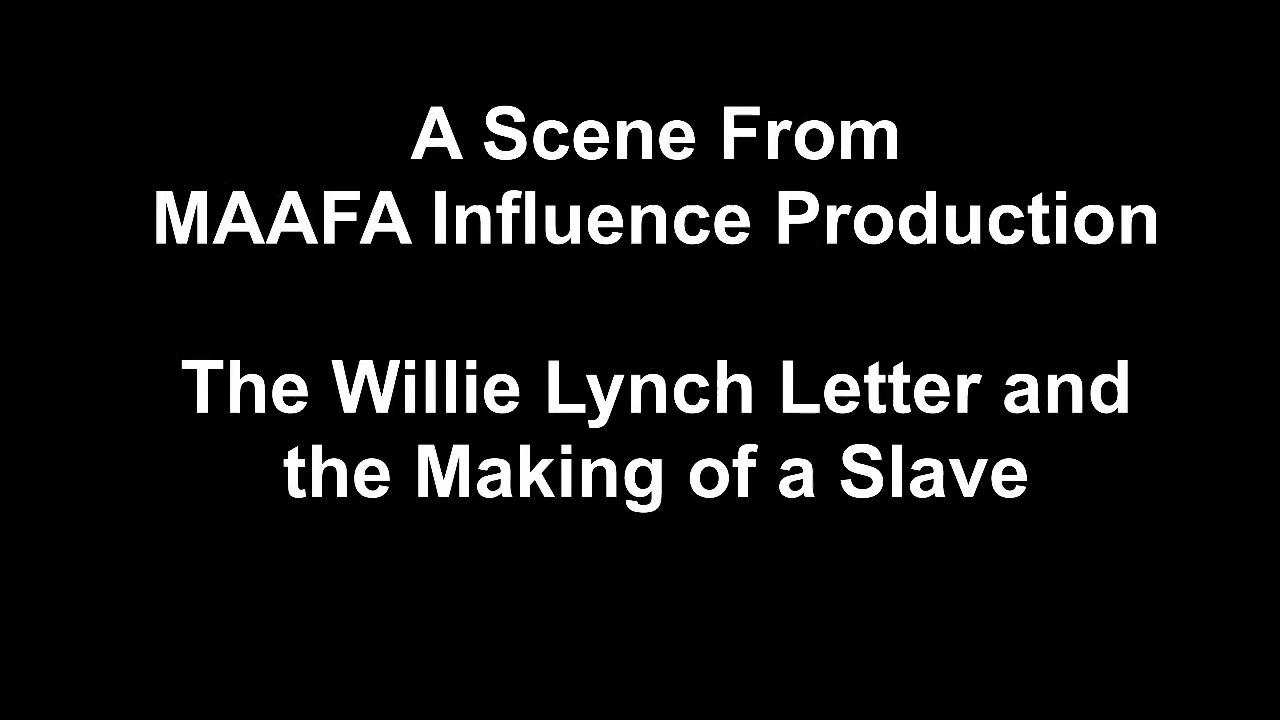 A Scene From
MAAFA Influence Production
The Willie Lynch Letter and
the Making of a Slave